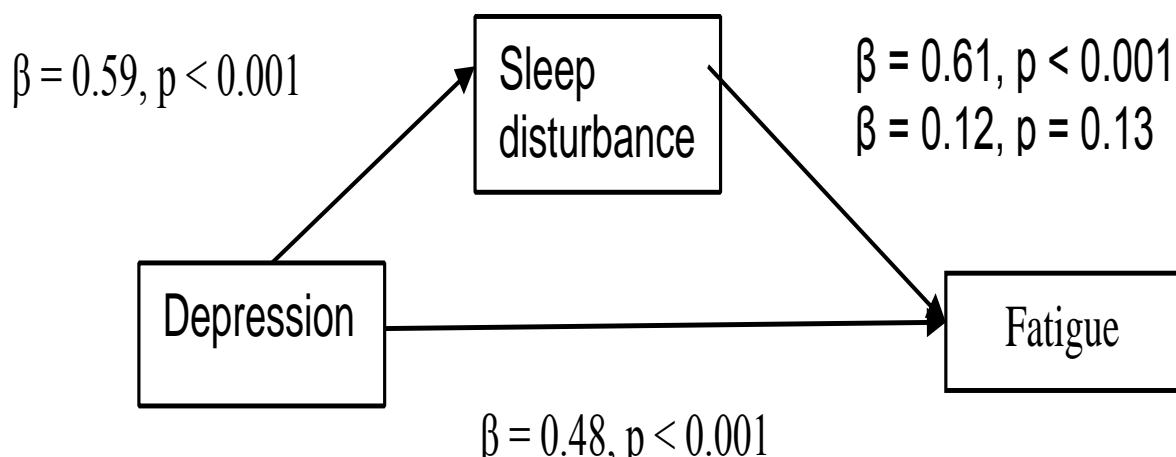 β = 0.59, p < 0.001
Sleep
disturbance
β = 0.61, p < 0.001
β = 0.12, p = 0.13
Depression
Fatigue
β = 0.48, p < 0.001